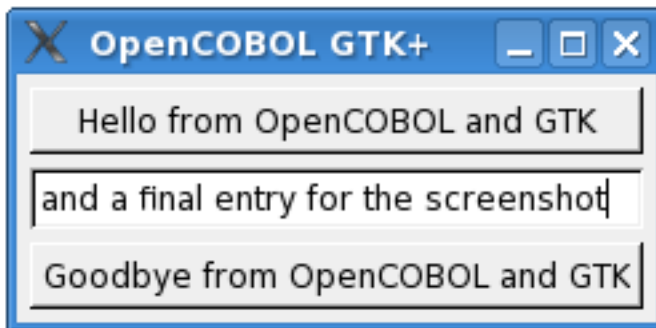 OpenCOBOL GTK+
Hello from OpenCOBOL and GTK
and a final entry for the screenshot
Goodbye from OpenCOBOL and GTK